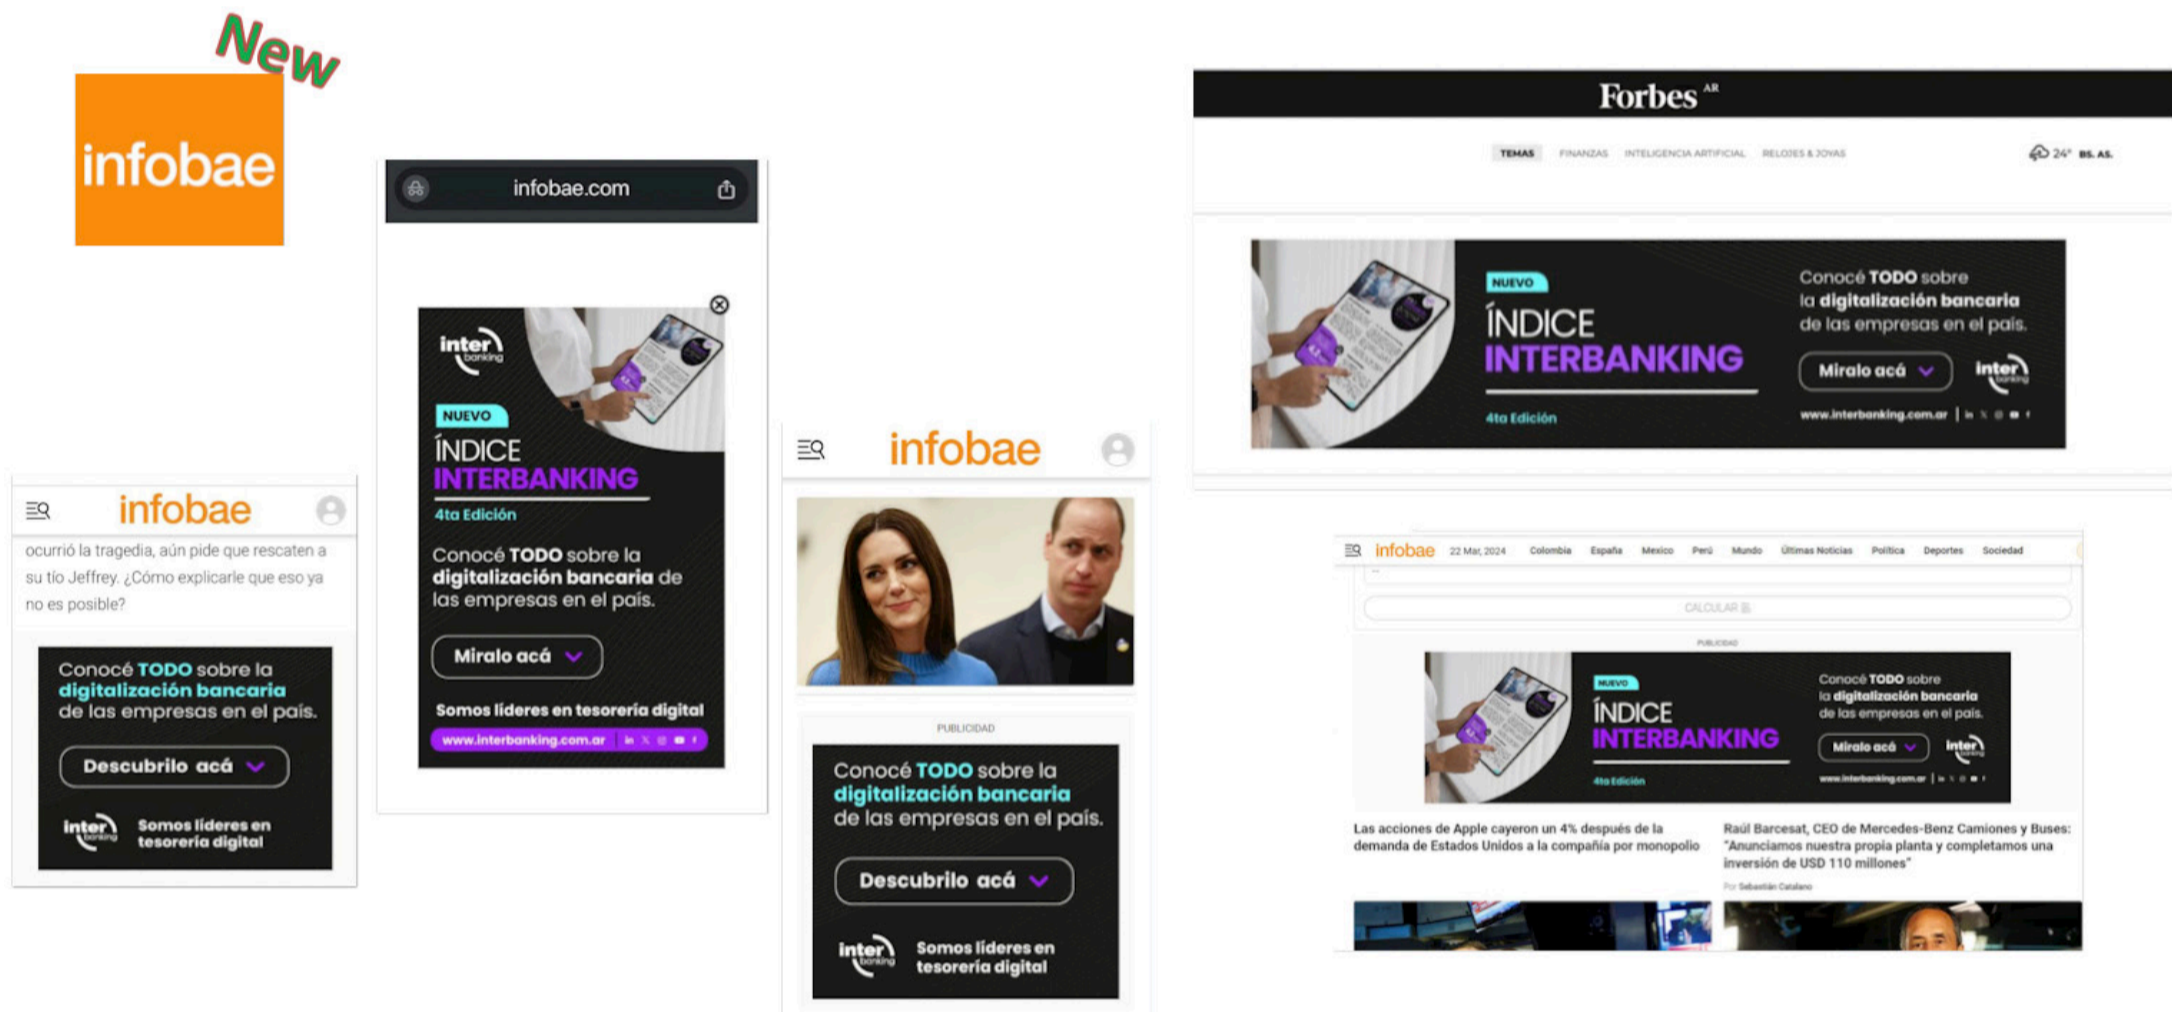 New
infobae
infobae
ocurrió la tragedia, aún pide que rescaten a
su tío Jeffrey. ¿Cómo explicarle que eso ya
no es posible?
Conocé TODO sobre la
digitalización bancaria
de las empresas en el país.
Descubrilo acá
inter
banking
Somos líderes en
tesorería digital
infobae.com
inter
banking
NUEVO
ÍNDICE
INTERBANKING
4ta Edición
Conocé TODO sobre la
digitalización bancaria de
las empresas en el país.
Miralo acá
Somos líderes en tesorería digital
www.interbanking.com.ar
infobae
PUBLICIDAD
Conocé TODO sobre la
digitalización bancaria
de las empresas en el país.
Descubrilo acá
inter
banking
Somos líderes en
tesorería digital
Forbes AR
TEMAS FINANZAS INTELIGENCIA ARTIFICIAL RELOJES & JOYAS 24° BS. AS.
NUEVO
ÍNDICE
INTERBANKING
4ta Edición
Conocé TODO sobre
la digitalización bancaria
de las empresas en el país.
Miralo acá
inter
banking
www.interbanking.com.ar
infobae 22 Mar, 2024 Colombia España Mexico Perú Mundo Últimas Noticias Política Deportes Sociedad
CALCULAR
PUBLICIDAD
NUEVO
ÍNDICE
INTERBANKING
4ta Edición
Conocé TODO sobre
la digitalización bancaria
de las empresas en el país.
Miralo acá
inter
banking
www.interbanking.com.ar
Las acciones de Apple cayeron un 4% después de la
demanda de Estados Unidos a la compañía por monopolio
Raúl Barcesat, CEO de Mercedes-Benz Camiones y Buses:
"Anunciamos nuestra propia planta y completamos una
inversión de USD 110 millones"
Por Sebastián Catalano